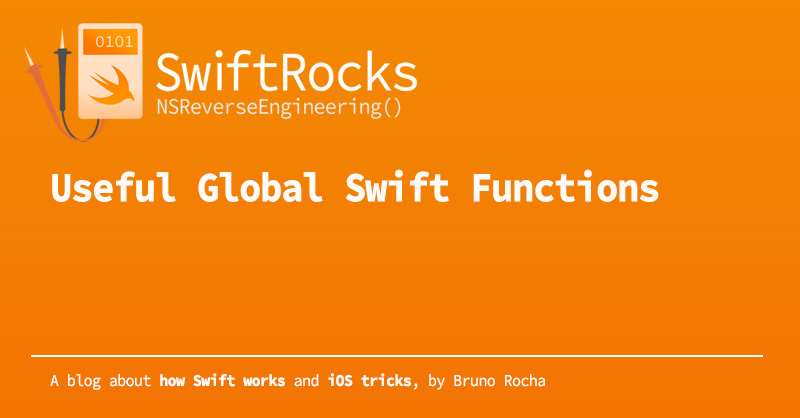 0101
SwiftRocks
NSReverseEngineering()
Useful Global Swift Functions
A blog about how Swift works and iOS tricks, by Bruno Rocha